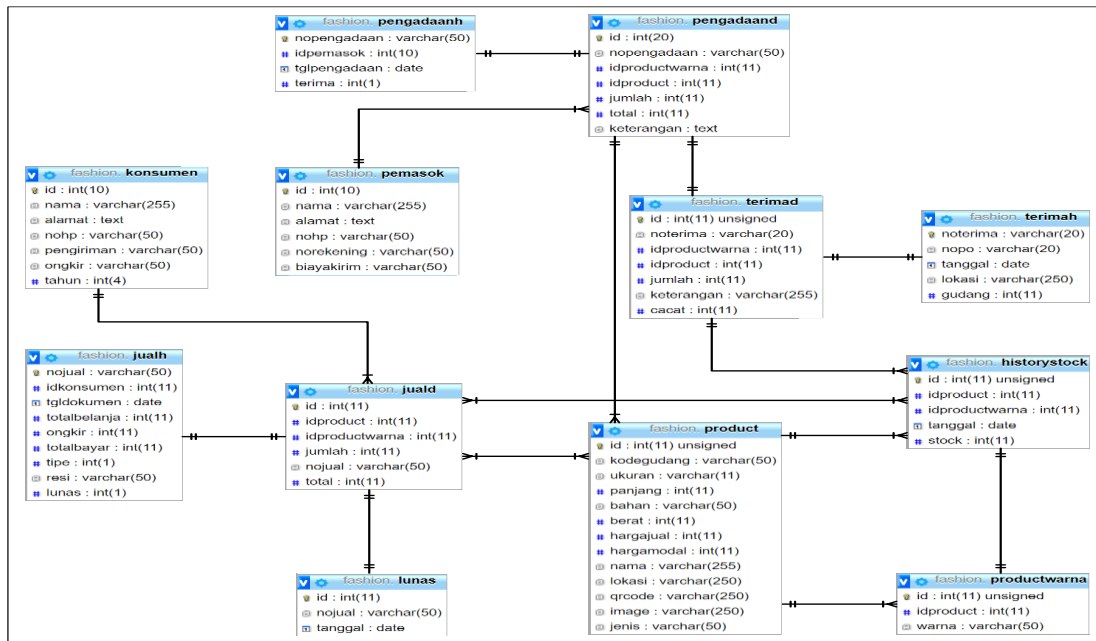 fashion. pengadaanh
nopengadaan : varchar(50)
idpemasok : int(10)
tglpengadaan : date
terima : int(1)
fashion. pengadaand
id : int(20)
nopengadaan : varchar(50)
idproductwarna : int(11)
idproduct : int(11)
jumlah : int(11)
total : int(11)
keterangan : text
fashion. konsumen
id : int(10)
nama : varchar(255)
alamat : text
nohp : varchar(50)
pengiriman : varchar(50)
ongkir : varchar(50)
tahun : int(4)
fashion. pemasok
id : int(10)
nama : varchar(255)
alamat : text
nohp : varchar(50)
norekening : varchar(50)
biayakirim : varchar(50)
fashion. terimad
id : int(11) unsigned
noterima : varchar(20)
idproductwarna : int(11)
idproduct : int(11)
jumlah : int(11)
keterangan : varchar(255)
cacat : int(11)
fashion. terimah
noterima : varchar(20)
nopo : varchar(20)
tanggal : date
lokasi : varchar(250)
gudang : int(11)
fashion. jualh
nojual : varchar(50)
idkonsumen : int(11)
tgldokumen : date
totalbelanja : int(11)
ongkir : int(11)
totalbayar : int(11)
tipe : int(1)
resi : varchar(50)
lunas : int(1)
fashion. juald
id : int(11)
idproduct : int(11)
idproductwarna : int(11)
jumlah : int(11)
nojual : varchar(50)
total : int(11)
fashion. historystock
id : int(11) unsigned
idproduct : int(11)
idproductwarna : int(11)
tanggal : date
stock : int(11)
fashion. product
id : int(11) unsigned
kodegudang : varchar(50)
ukuran : varchar(11)
panjang : int(11)
bahan : varchar(50)
berat : int(11)
hargajual : int(11)
hargamodal : int(11)
nama : varchar(255)
lokasi : varchar(250)
qrcode : varchar(250)
image : varchar(250)
jenis : varchar(50)
fashion. lunas
id : int(11)
nojual : varchar(50)
tanggal : date
fashion. productwarna
id : int(11) unsigned
idproduct : int(11)
warna : varchar(50)